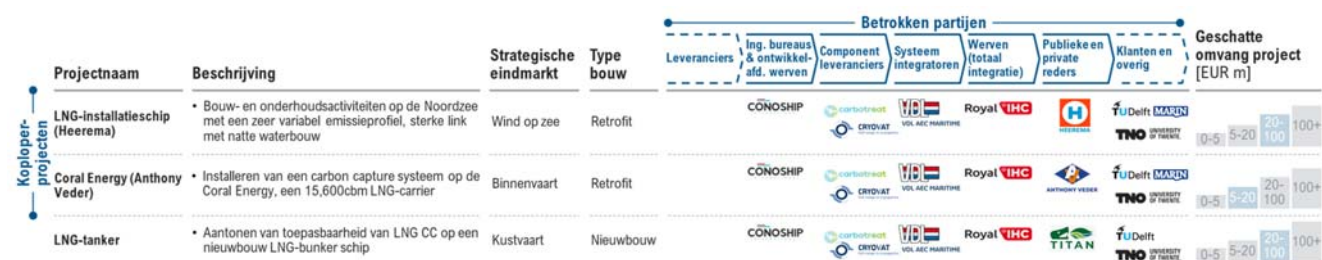 Betrokken partijen
Projectnaam
Beschrijving
Strategische
eindmarkt
Type
bouw
Leveranciers
Ing. bureaus
& ontwikkel-
afd. werven
Component
leveranciers
Systeem
integratoren
Werven
(totaal
integratie)
Publieke en
private
reders
Klanten en
overig
Geschatte
omvang project
[EUR m]
Koploper-
projecten
LNG-installatieschip
(Heerema)
• Bouw- en onderhoudsactiviteiten op de Noordzee
met een zeer variabel emissieprofiel, sterke link
met natte waterbouw
Wind op zee
Retrofit
CONOSHIP
carbotreat
CRYOVAT
VDL
VDL AEC MARITIME
Royal IHC
H
HEEREMA
TUDelft MARIN
TNO UNIVERSITY
OF TWENTE.
0-5 5-20 20-100 100+
Coral Energy (Anthony
Veder)
• Installeren van een carbon capture systeem op de
Coral Energy, een 15,600cbm LNG-carrier
Binnenvaart
Retrofit
CONOSHIP
carbotreat
CRYOVAT
VDL
VDL AEC MARITIME
Royal IHC
ANTHONY VEDER
TUDelft MARIN
TNO UNIVERSITY
OF TWENTE.
0-5 5-20 20-100 100+
LNG-tanker
• Aantonen van toepasbaarheid van LNG CC op een
nieuwbouw LNG-bunker schip
Kustvaart
Nieuwbouw
CONOSHIP
carbotreat
CRYOVAT
VDL
VDL AEC MARITIME
Royal IHC
TITAN
TUDelft
TNO UNIVERSITY
OF TWENTE.
0-5 5-20 20-100 100+